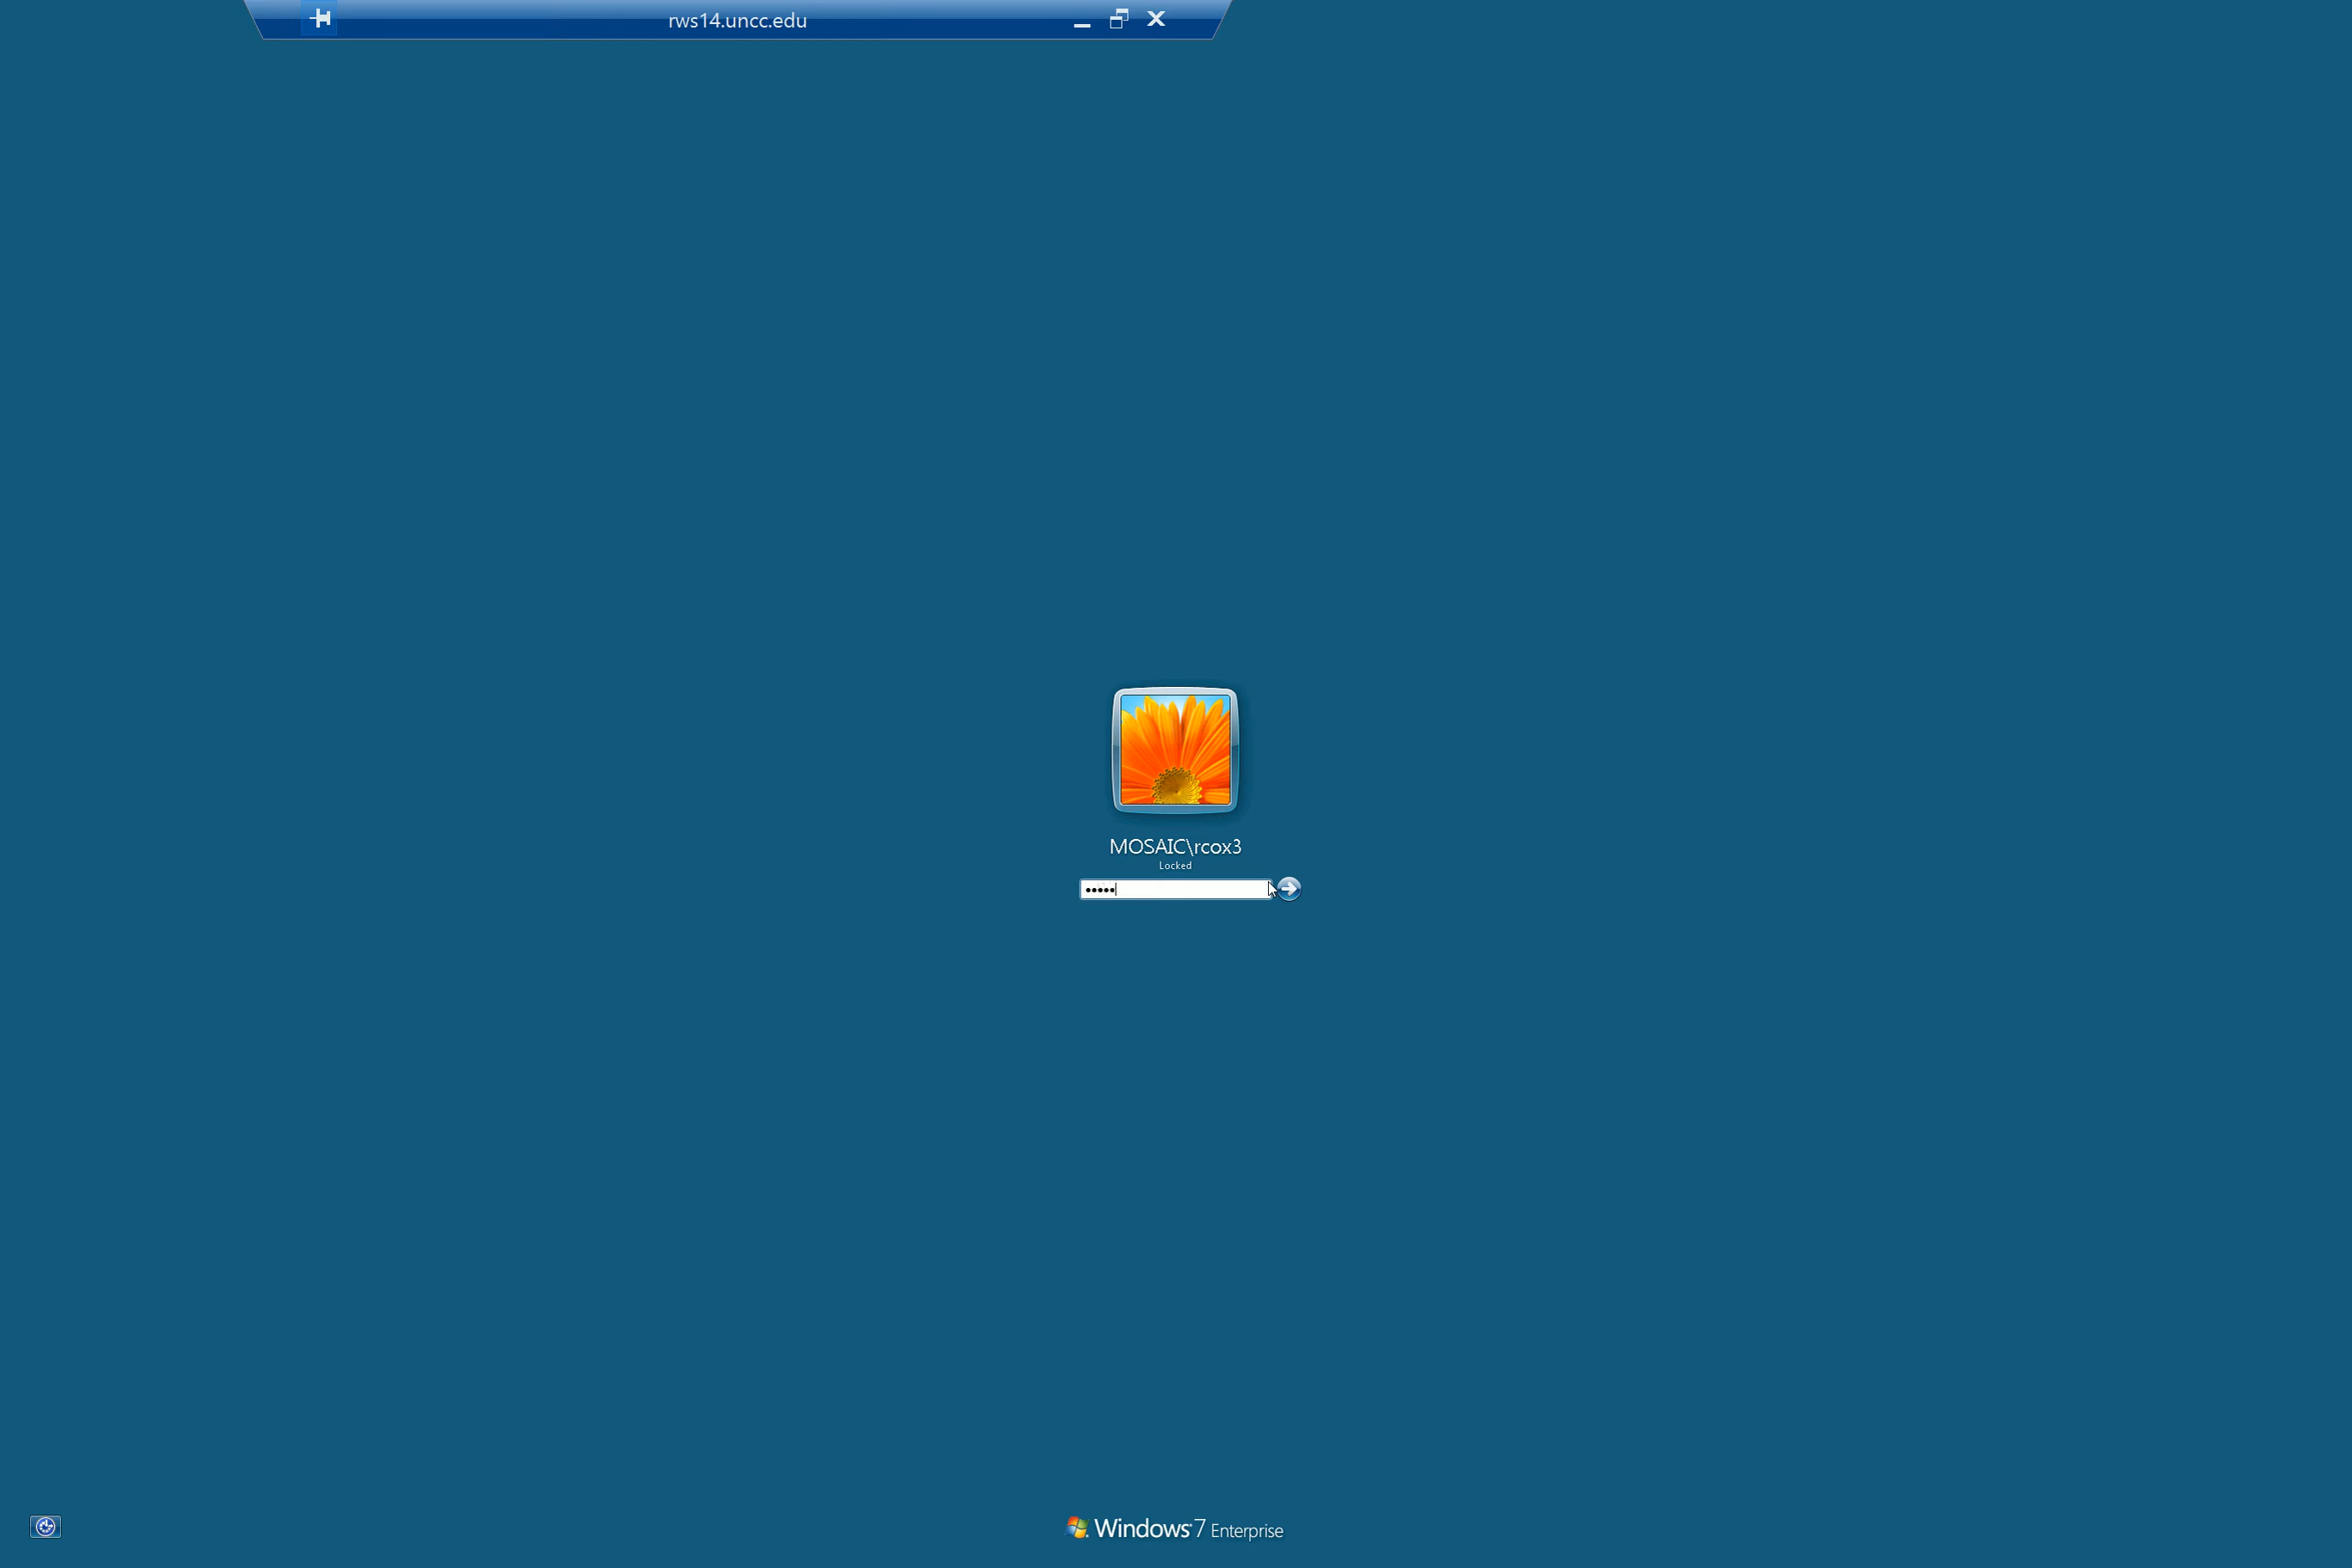 rws14.uncc.edu
MOSAIC\rcox3
Locked
•••••
Windows 7 Enterprise